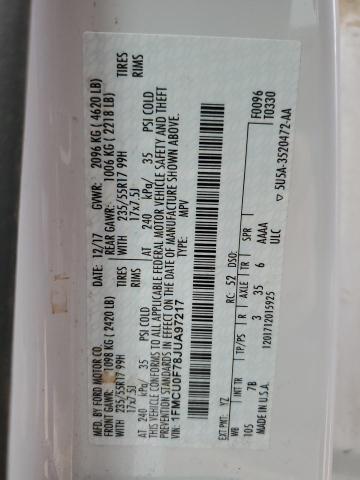 MFD. BY FORD MOTOR CO.
DATE: 12/17 GVWR: 2096 KG ( 4620 LB)
FRONT GAWR: 1098 KG ( 2420 LB) REAR GAWR: 1006 KG ( 2218 LB)
WITH 235/55R17 99H TIRES WITH 235/55R17 99H TIRES
17x7.5J RIMS 17x7.5J RIMS
AT 240 kPa/ 35 PSI COLD AT 240 kPa/ 35 PSI COLD
THIS VEHICLE CONFORMS TO ALL APPLICABLE FEDERAL MOTOR VEHICLE SAFETY AND THEFT
PREVENTION STANDARDS IN EFFECT ON THE DATE OF MANUFACTURE SHOWN ABOVE.
1FMCU0F78JUA97217 TYPE: MPV
F0096
T0330
EXT PNT: YZ RC: 52 DSO:
WB INT TR TP/PS R AXLE TR SPR
105 7B 3 35 6 AAAA
MADE IN U.S.A. ULC
1201712015925
5U5A-3520472-AA